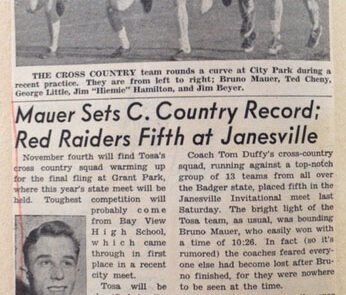 THE CROSS COUNTRY team rounds a curve at City Park during a
recent practice. They are from left to right; Bruno Mauer, Ted Cheny,
George Little, Jim "Hiemie" Hamilton, and Jim Beyer.
Mauer Sets C. Country Record;
Red Raiders Fifth at Janesville
November fourth will find Tosa's
cross country squad warming up
for the final fling at Grant Park,
where this year's state meet will be
held. Toughest competition will
probably come
from Bay View
High School,
which came
through in first
place in a recent
city meet.
Tosa will be
Coach Tom Duffy's cross-country
squad, running against a top-notch
group of 13 teams from all over
the Badger state, placed fifth in the
Janesville Invitational meet last
Saturday. The bright light of the
Tosa team, as usual, was bounding
Bruno Mauer, who easily won with
a time of 10:26. In fact (so it's
rumored) the coaches feared every-
one else had become lost after Bru-
no finished, for they were nowhere
to be seen at the time.